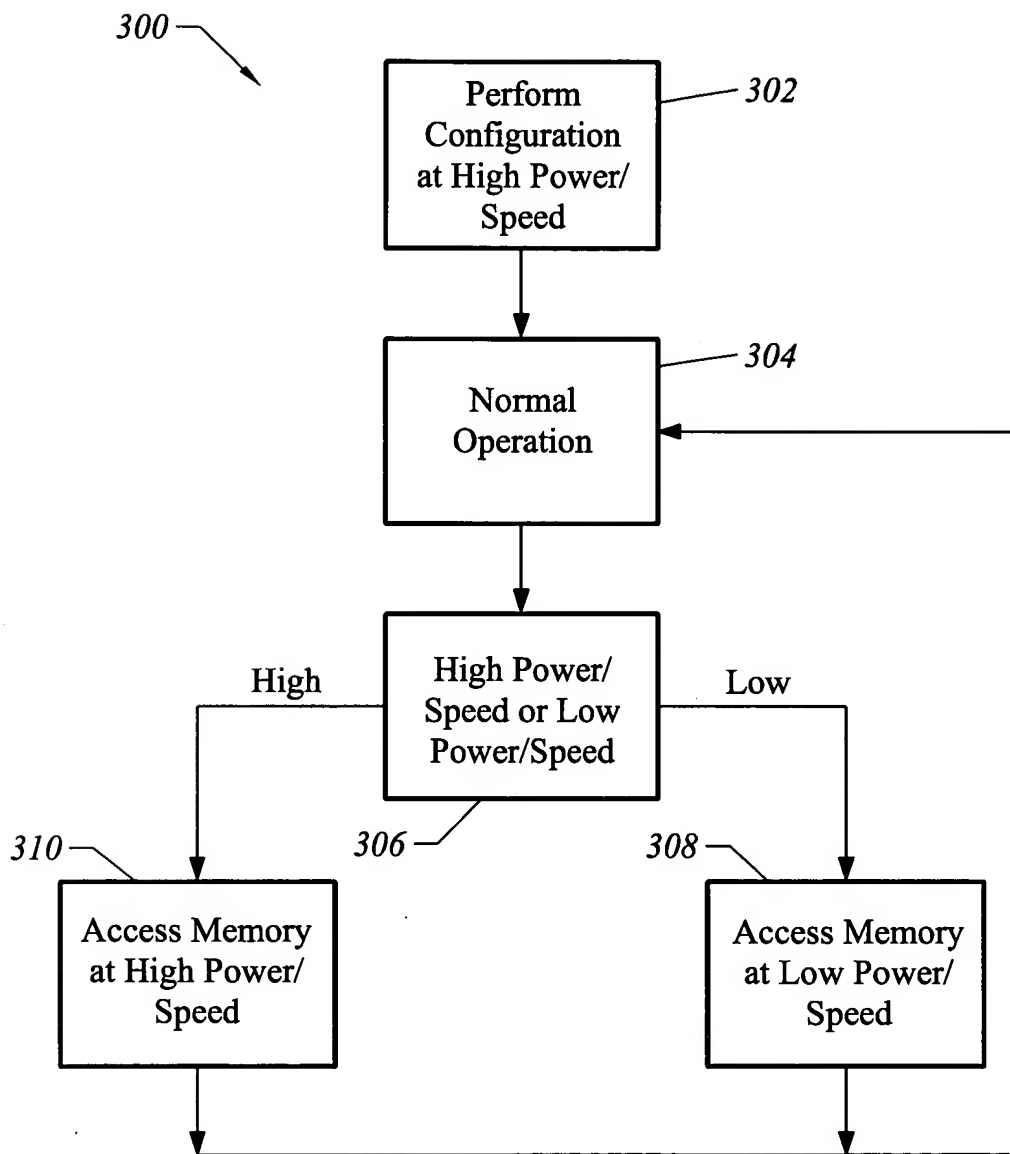 300
Perform
Configuration
at High Power/
Speed
302
Normal
Operation
304
High
High Power/
Speed or Low
Power/Speed
Low
306
310
Access Memory
at High Power/
Speed
308
Access Memory
at Low Power/
Speed